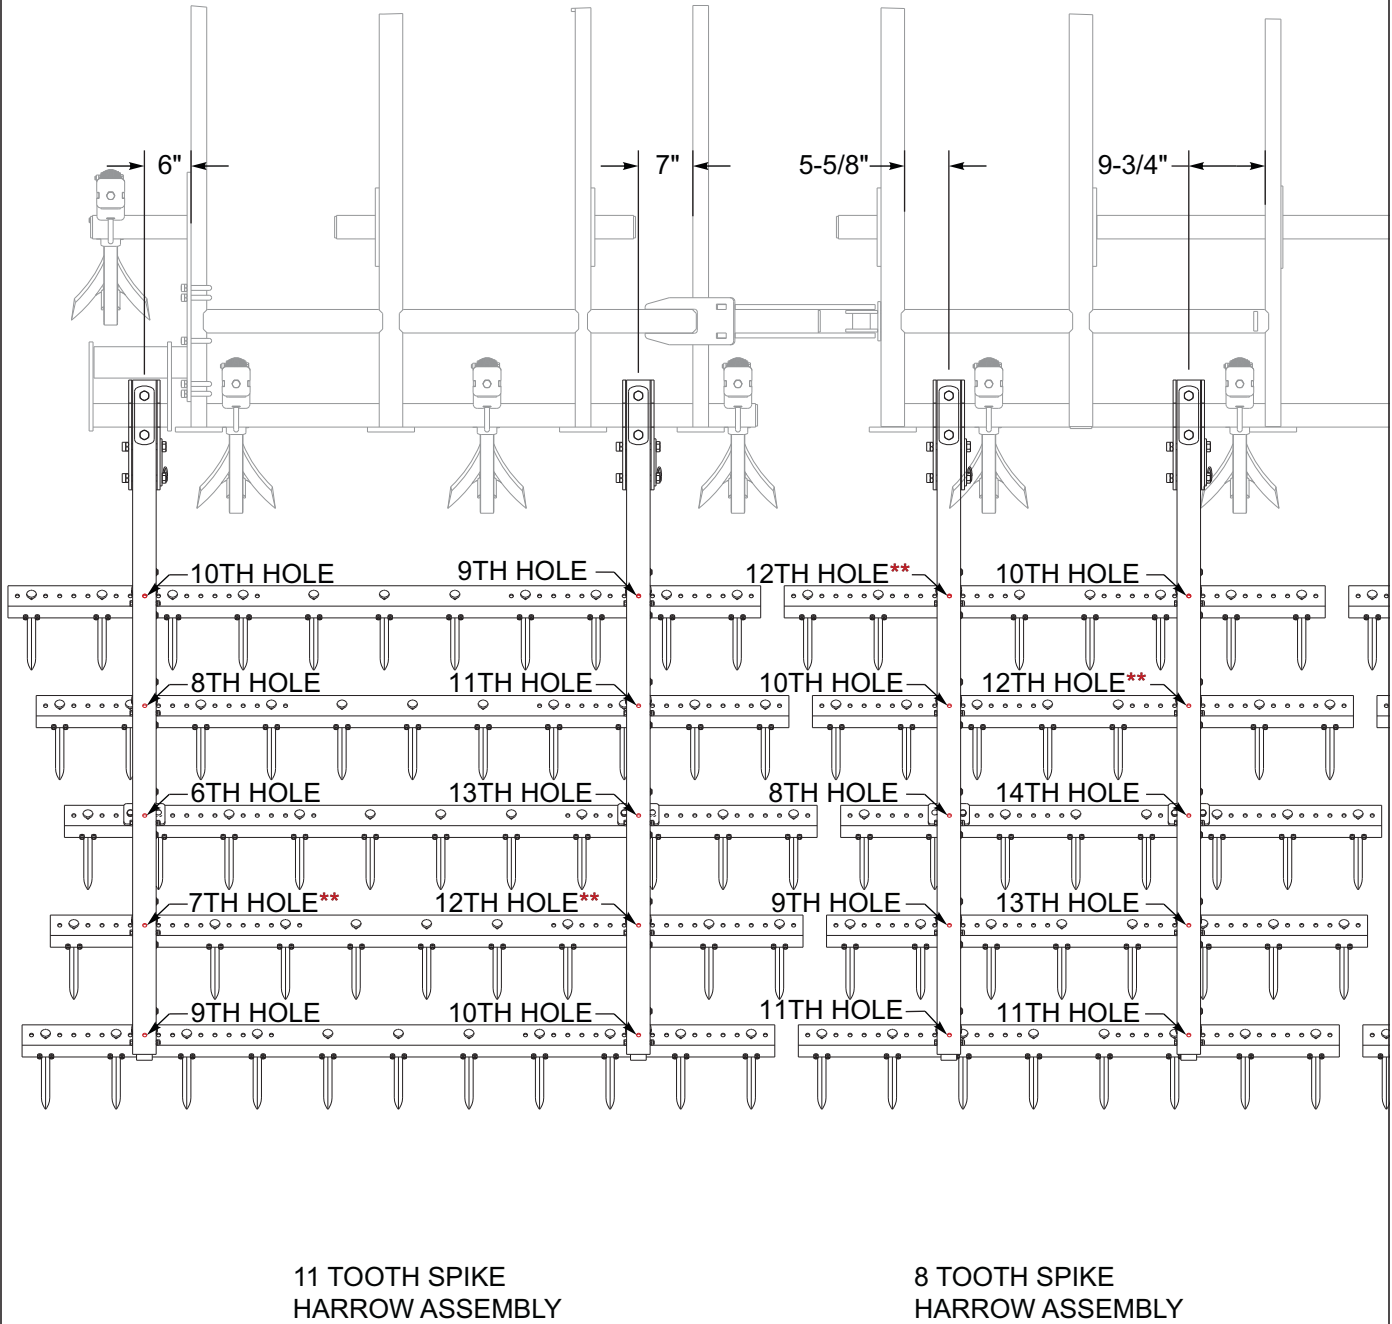 6" 7" 5-5/8" 9-3/4"
10TH HOLE 9TH HOLE 12TH HOLE** 10TH HOLE
8TH HOLE 11TH HOLE 10TH HOLE 12TH HOLE**
6TH HOLE 13TH HOLE 8TH HOLE 14TH HOLE
7TH HOLE** 12TH HOLE** 9TH HOLE 13TH HOLE
9TH HOLE 10TH HOLE 11TH HOLE 11TH HOLE
11 TOOTH SPIKE
HARROW ASSEMBLY
8 TOOTH SPIKE
HARROW ASSEMBLY